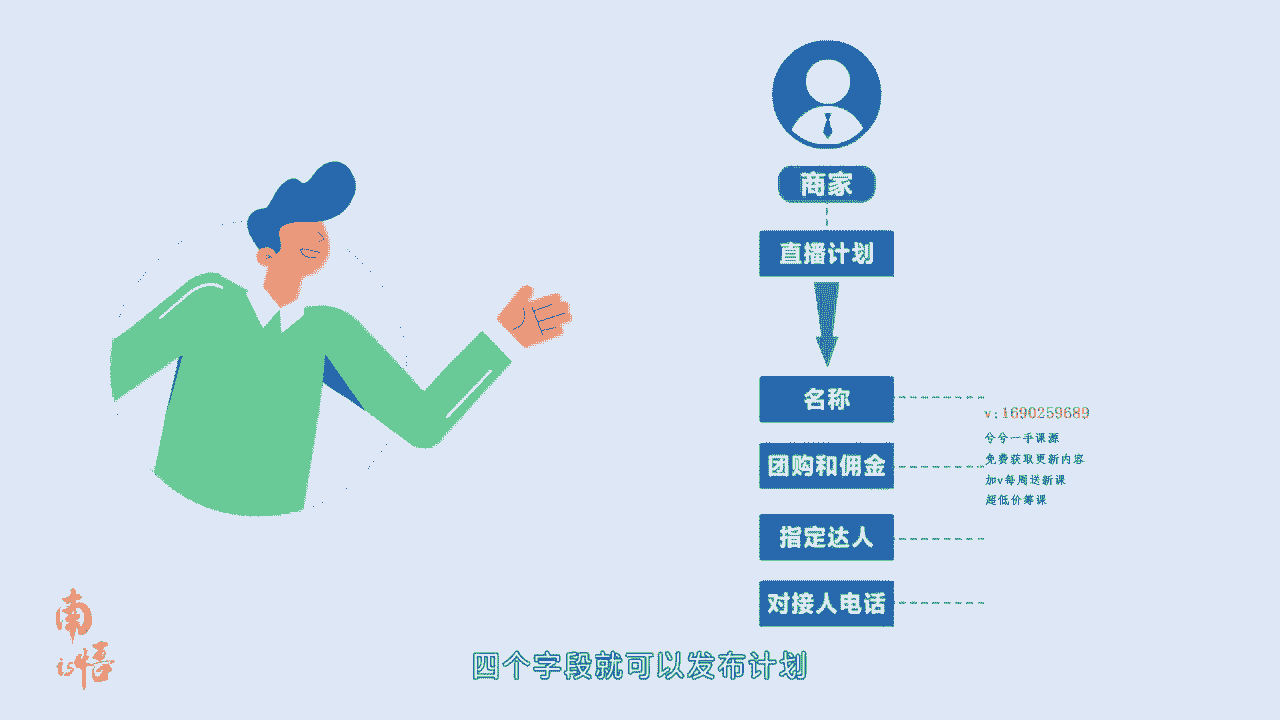 商家
直播计划
名称
v:1690259689
兮兮一手课源
免费获取更新内容
加v每周送新课
超低价筹课
团购和佣金
指定达人
对接人电话
南
四个字段就可以发布计划